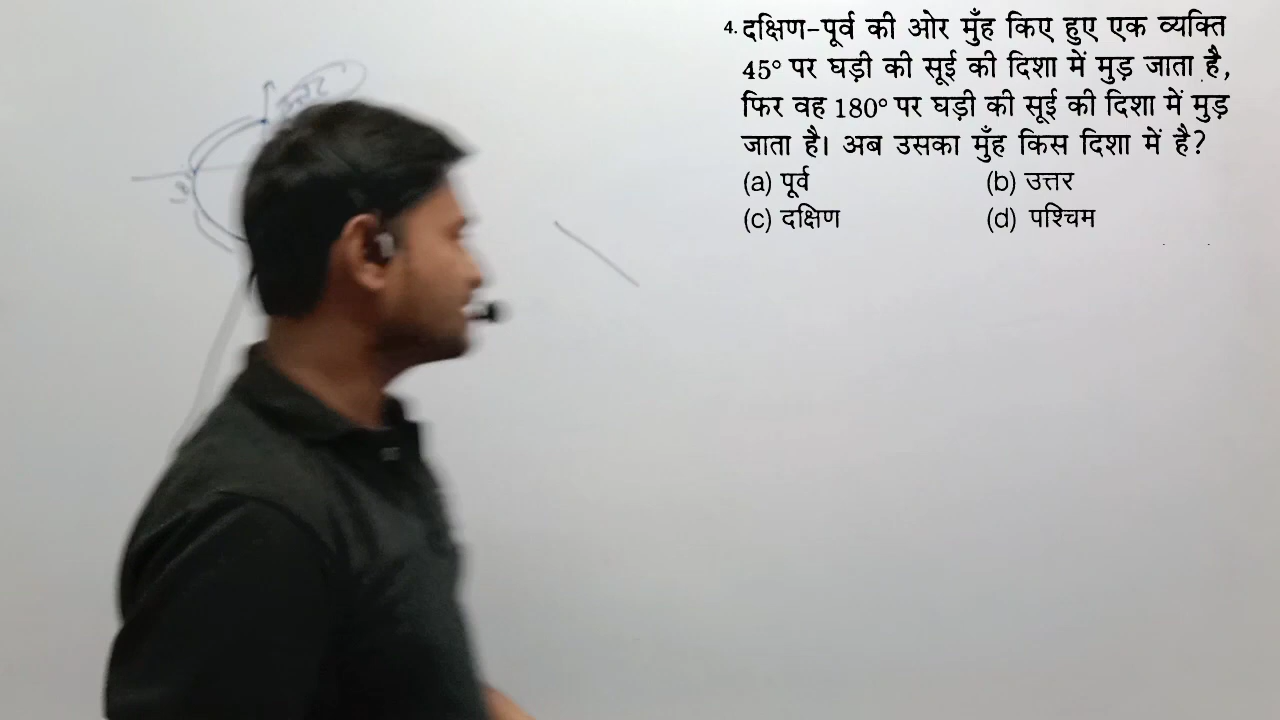 4. दक्षिण-पूर्व की ओर मुँह किए हुए एक व्यक्ति
45° पर घड़ी की सूई की दिशा में मुड़ जाता है,
फिर वह 180° पर घड़ी की सूई की दिशा में मुड़
जाता है। अब उसका मुँह किस दिशा में है?
(a) पूर्व (b) उत्तर
(c) दक्षिण (d) पश्चिम